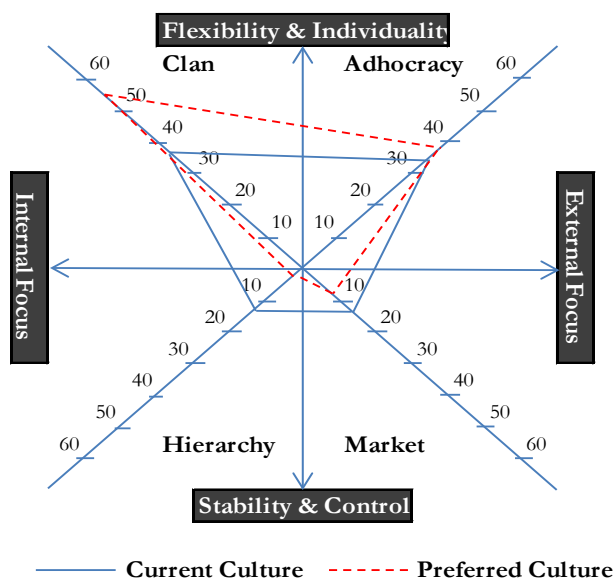 Flexibility & Individuality
Clan Adhocracy
60 60
50 50
40 40
30 30
20 20
10 10
Internal Focus
External Focus
10 10
20 20
30 30
40 40
50 50
60 60
Hierarchy Market
Stability & Control
Current Culture Preferred Culture